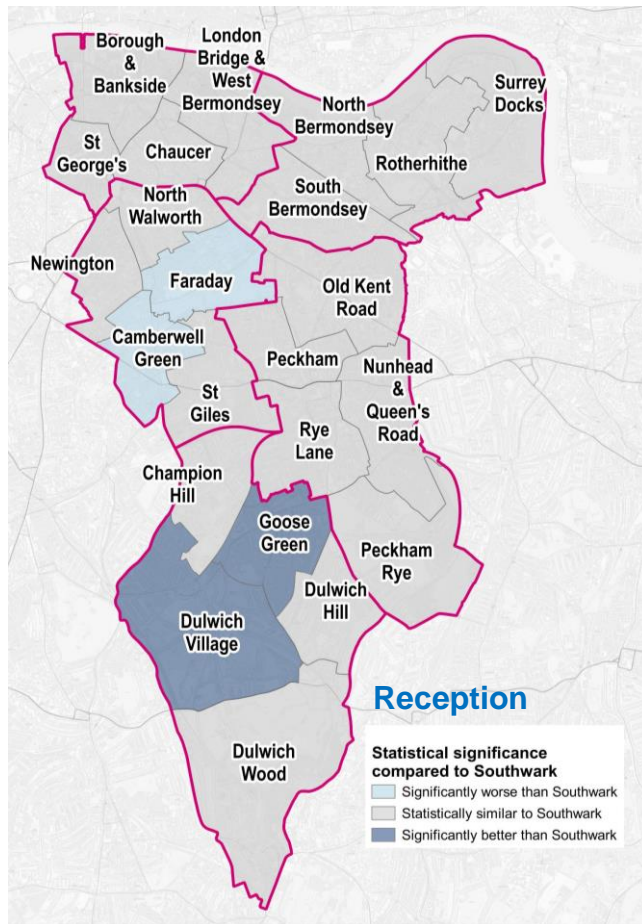 Borough
&
Bankside
London
Bridge &
West
Bermondsey
North
Bermondsey
Surrey
Docks
St
George's
Chaucer
Rotherhithe
South
Bermondsey
North
Walworth
Newington
Faraday
Old Kent
Road
Camberwell
Green
Peckham
Nunhead
&
Queen's
Road
St
Giles
Rye
Lane
Champion
Hill
Goose
Green
Peckham
Rye
Dulwich
Hill
Dulwich
Village
Dulwich
Wood
Reception
Statistical significance
compared to Southwark
Significantly worse than Southwark
Statistically similar to Southwark
Significantly better than Southwark